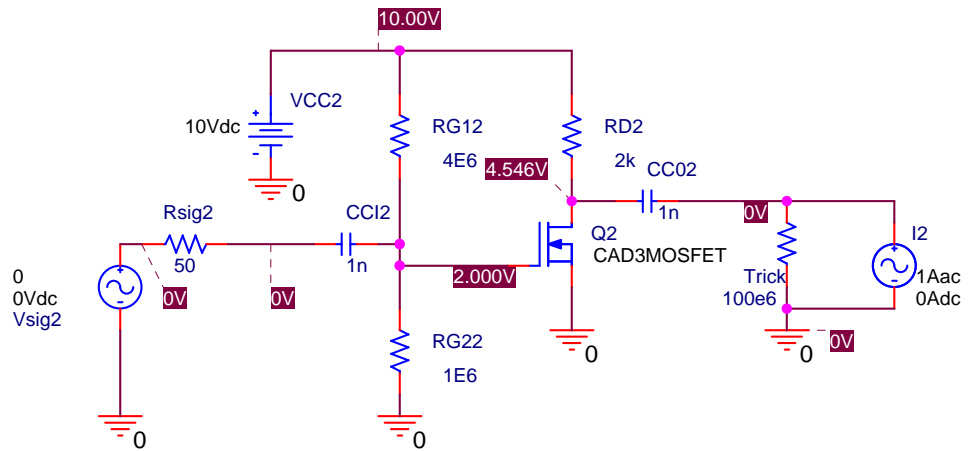 10.00V
VCC2
10Vdc
RG12
4E6
RD2
2k
4.546V
CC02
1n
0
Rsig2
50
CCI2
1n
0V
0V
Q2
CAD3MOSFET
2.000V
0V
Trick
100e6
I2
1Aac
0Adc
0
0Vdc
Vsig2
RG22
1E6
0
0
0V
0
0